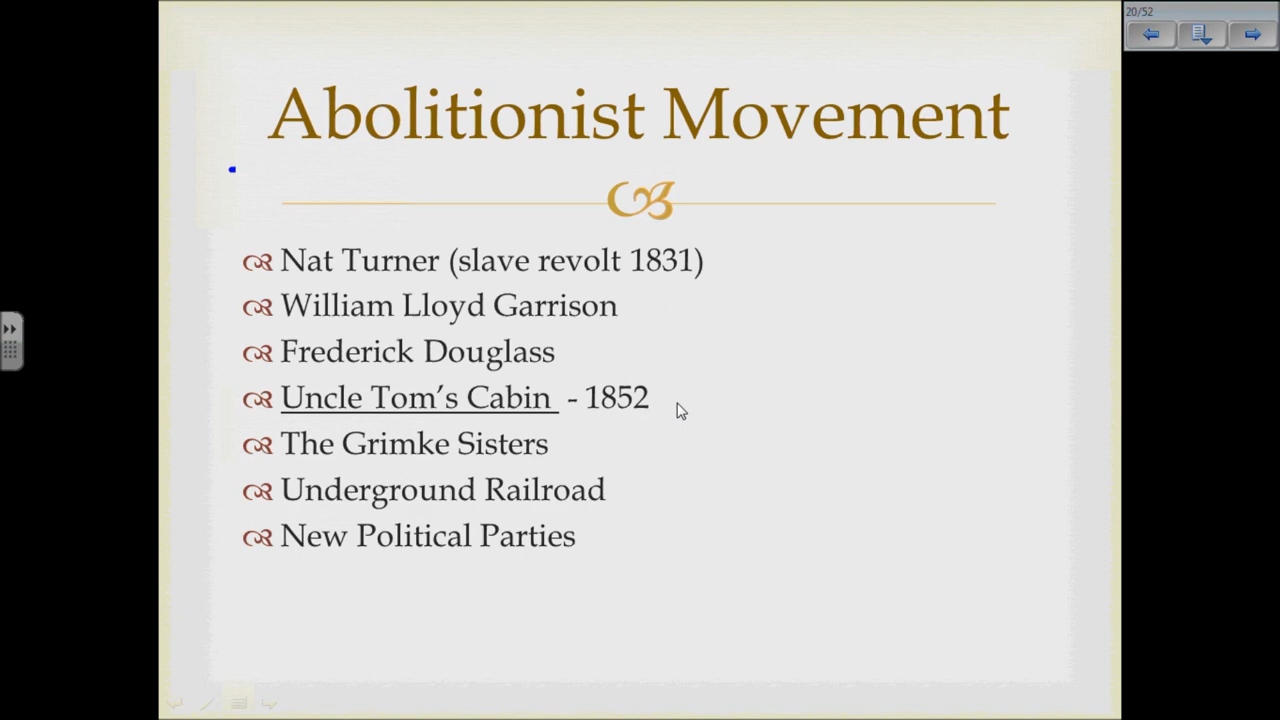 20/52
Abolitionist Movement
Nat Turner (slave revolt 1831)
William Lloyd Garrison
Frederick Douglass
Uncle Tom’s Cabin - 1852
The Grimke Sisters
Underground Railroad
New Political Parties